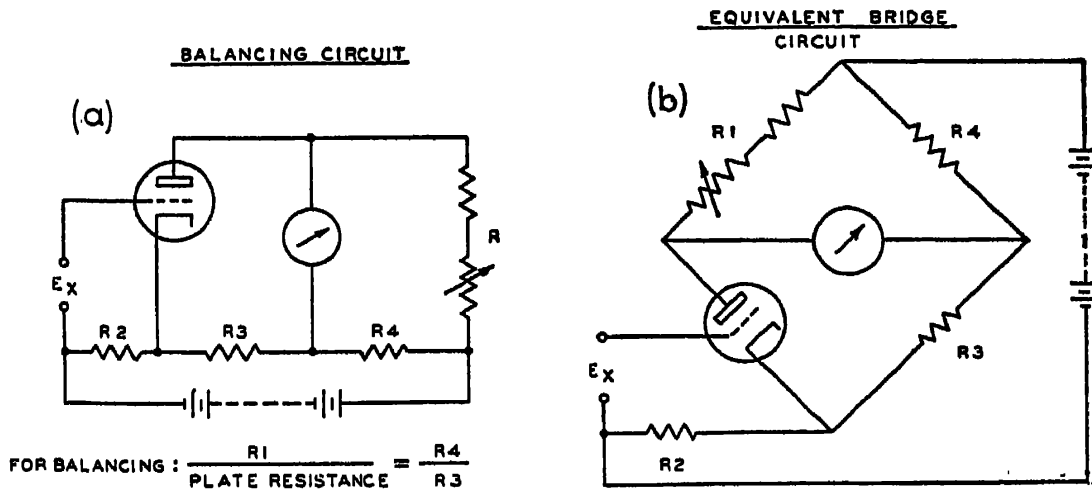 BALANCING CIRCUIT
(a)
EX
R2
R3
R4
R
FOR BALANCING: R1 / PLATE RESISTANCE = R4 / R3
EQUIVALENT BRIDGE
CIRCUIT
(b)
R1
R4
EX
R3
R2